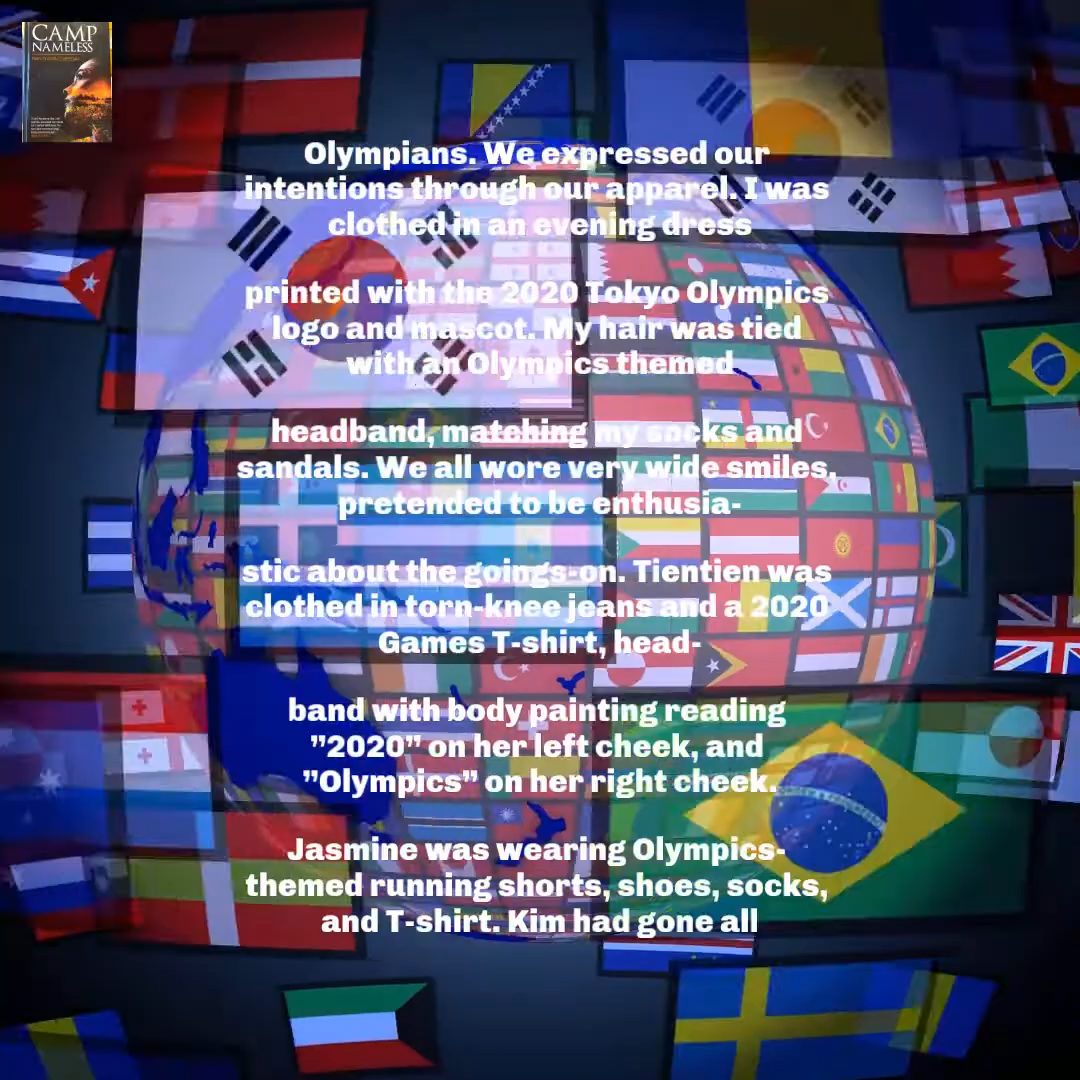 CAMP
NAMELESS
Olympians. We expressed our
intentions through our apparel. I was
clothed in an evening dress
printed with the 2020 Tokyo Olympics
logo and mascot. My hair was tied
with an Olympics themed
headband, matching my socks and
sandals. We all wore very wide smiles,
pretended to be enthusia-
stic about the goings-on. Tientien was
clothed in torn-knee jeans and a 2020
Games T-shirt, head-
band with body painting reading
”2020” on her left cheek, and
”Olympics” on her right cheek.
Jasmine was wearing Olympics-
themed running shorts, shoes, socks,
and T-shirt. Kim had gone all